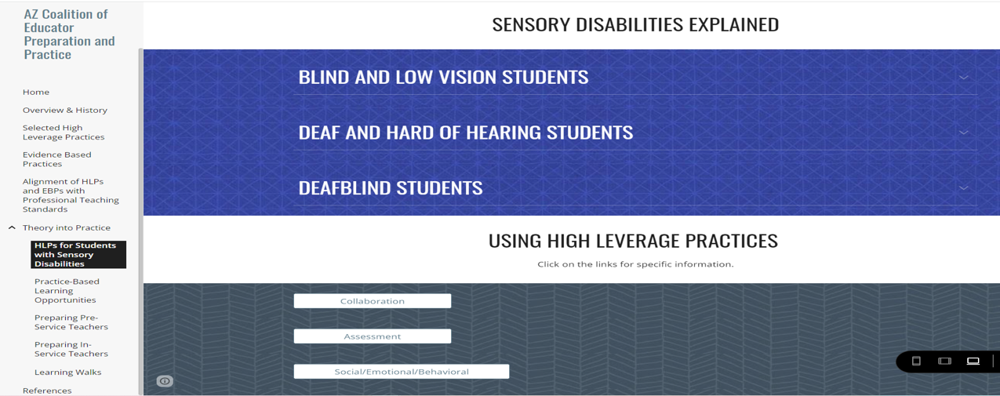 AZ Coalition of
Educator
Preparation and
Practice
Home
Overview & History
Selected High
Leverage Practices
Evidence Based
Practices
Alignment of HLPs
and EBPs with
Professional Teaching
Standards
Theory into Practice
HLPs for Students
with Sensory
Disabilities
Practice-Based
Learning
Opportunities
Preparing Pre-
Service Teachers
Preparing In-
Service Teachers
Learning Walks
References
SENSORY DISABILITIES EXPLAINED
BLIND AND LOW VISION STUDENTS
DEAF AND HARD OF HEARING STUDENTS
DEAFBLIND STUDENTS
USING HIGH LEVERAGE PRACTICES
Click on the links for specific information.
Collaboration
Assessment
Social/Emotional/Behavioral